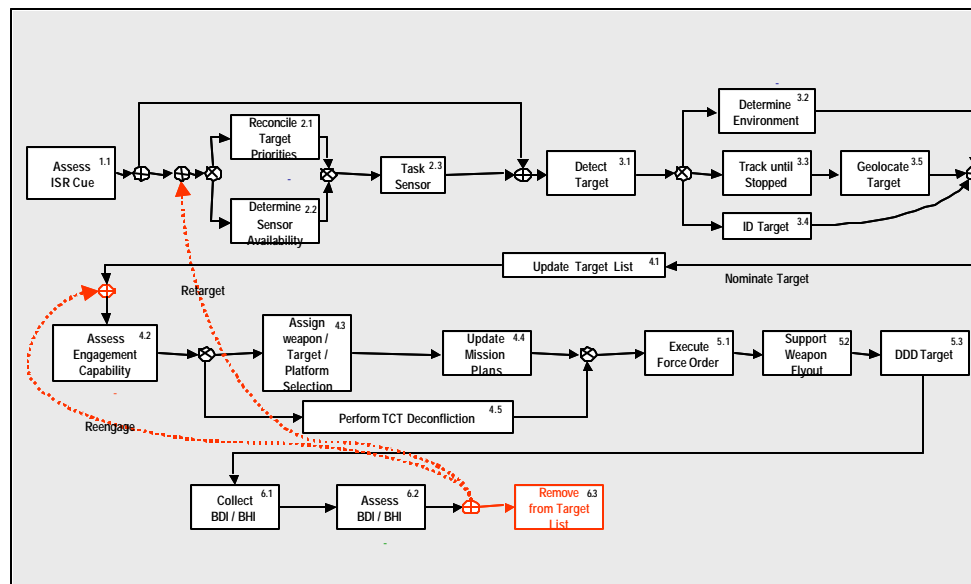 1.1
Assess
ISR Cue
Reconcile 2.1
Target
Priorities
Determine
Sensor 2.2
Availability
Task 2.3
Sensor
3.1
Detect
Target
3.2
Determine
Environment
3.3
Track until
Stopped
3.5
Geolocate
Target
ID Target 3.4
Update Target List 4.1
Nominate Target
Retarget
4.2
Assess
Engagement
Capability
Assign 4.3
weapon /
Target /
Platform
Selection
Update 4.4
Mission
Plans
Perform TCT Deconfliction 4.5
5.1
Execute
Force Order
Support
Weapon 5.2
Flyout
5.3
DDD Target
Reengage
6.1
Collect
BDI / BHI
6.2
Assess
BDI / BHI
Remove 6.3
from Target
List